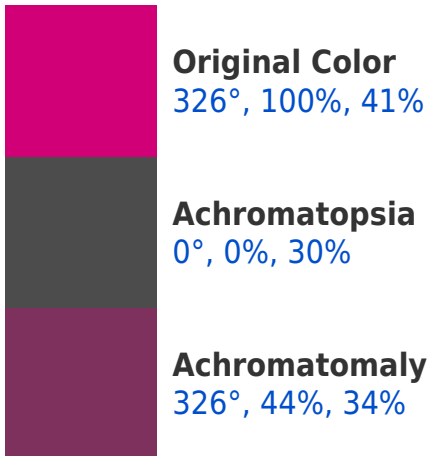 Original Color
326°, 100%, 41%
Achromatopsia
0°, 0%, 30%
Achromatomaly
326°, 44%, 34%